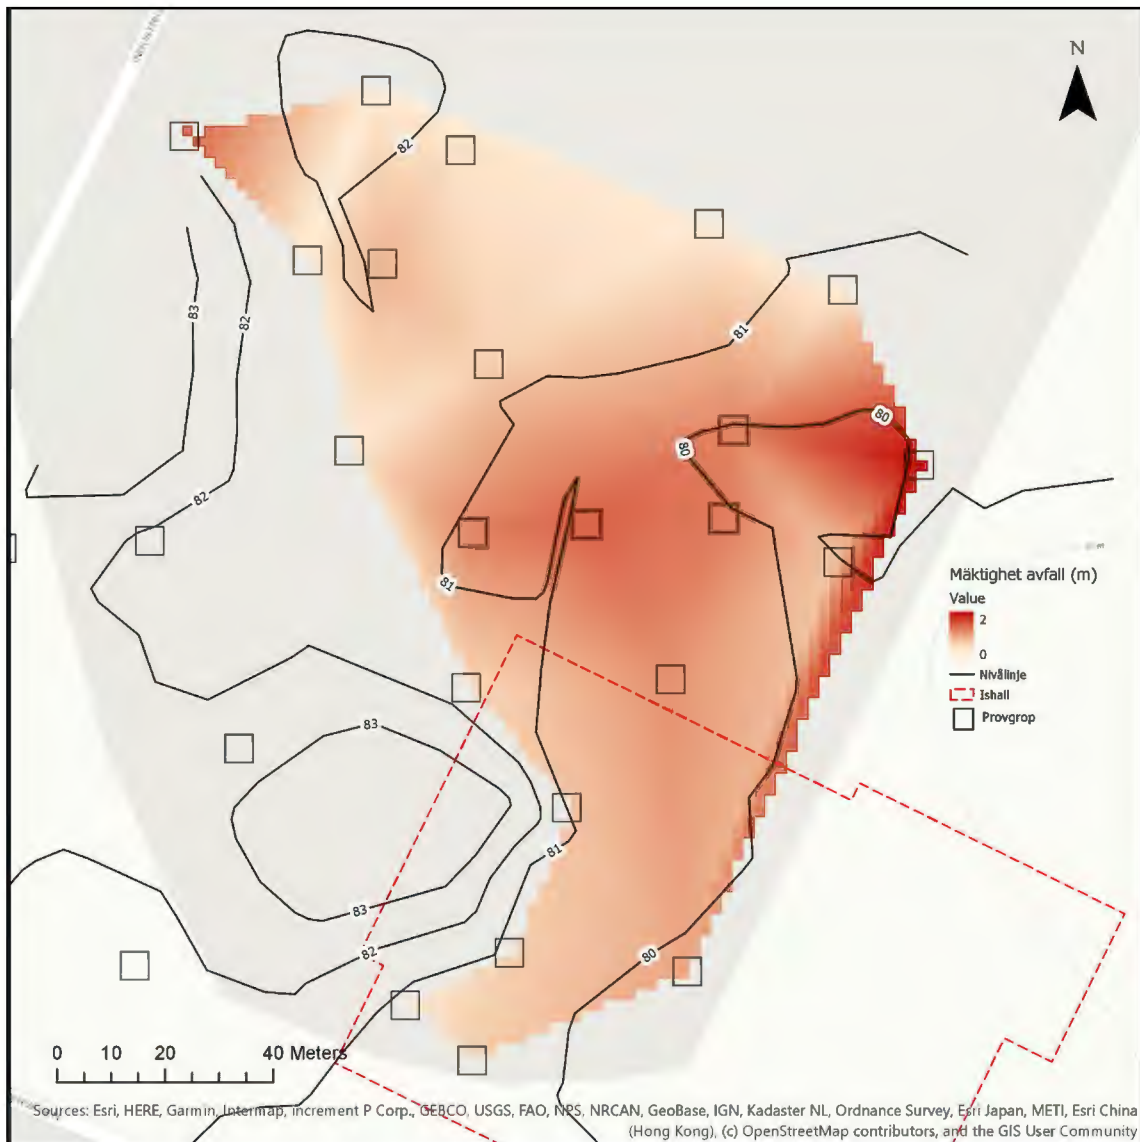 N
82
83
82
81
80
80
82
81
Mäktighet avfall (m)
Value
2
0
Nivålinje
Ishall
Provgrop
83
81
83
82
80
0 10 20 40 Meters
Sources: Esri, HERE, Garmin, Intermap, increment P Corp., GEBCO, USGS, FAO, NPS, NRCAN, GeoBase, IGN, Kadaster NL, Ordnance Survey, Esri Japan, METI, Esri China
(Hong Kong), (c) OpenStreetMap contributors, and the GIS User Community